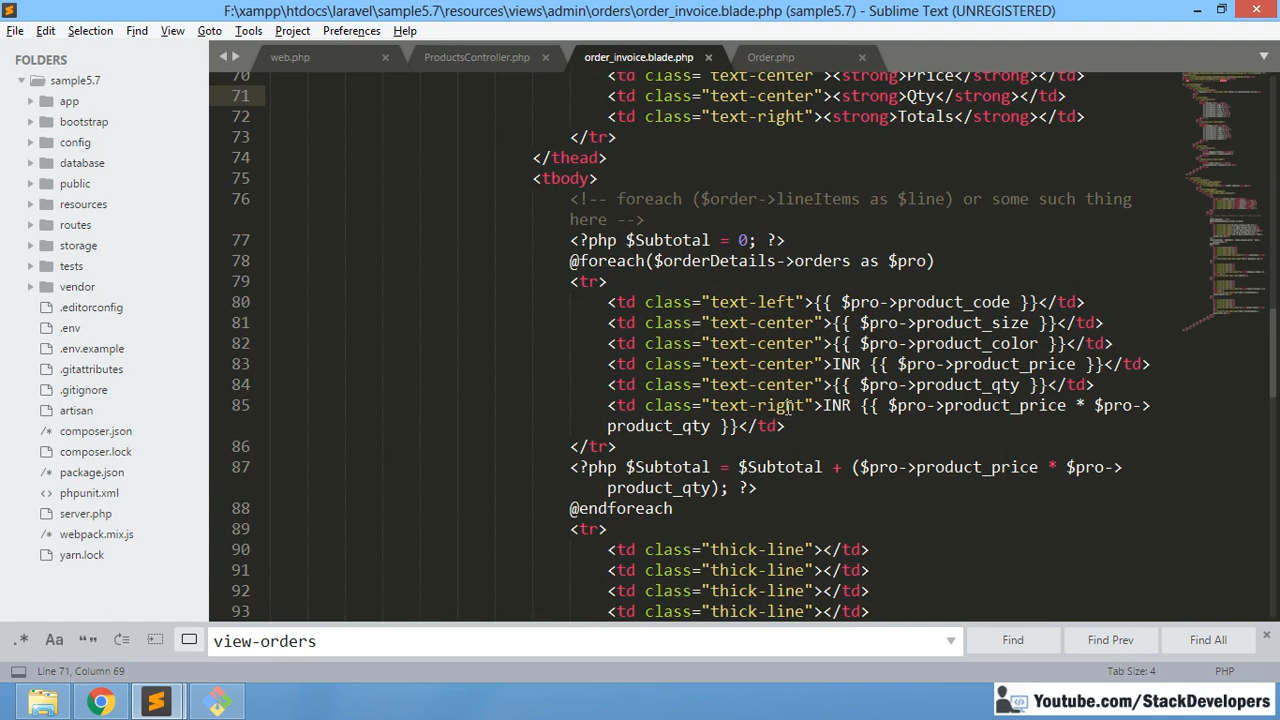 F:\xampp\htdocs\laravel\sample5.7\resources\views\admin\orders\order_invoice.blade.php (sample5.7) - Sublime Text (UNREGISTERED)
File Edit Selection Find View Goto Tools Project Preferences Help
FOLDERS
sample5.7
app
bootstrap
config
database
public
resources
routes
storage
tests
vendor
.editorconfig
.env
.env.example
.gitattributes
.gitignore
artisan
composer.json
composer.lock
package.json
phpunit.xml
server.php
webpack.mix.js
yarn.lock
web.php ProductsController.php order_invoice.blade.php Order.php
70 <td class="text-center"><strong>Price</strong></td>
71 <td class="text-center"><strong>Qty</strong></td>
72 <td class="text-right"><strong>Totals</strong></td>
73 </tr>
74 </thead>
75 <tbody>
76 <!-- foreach ($order->lineItems as $line) or some such thing
here -->
77 <?php $Subtotal = 0; ?>
78 @foreach($orderDetails->orders as $pro)
79 <tr>
80 <td class="text-left">{{ $pro->product_code }}</td>
81 <td class="text-center">{{ $pro->product_size }}</td>
82 <td class="text-center">{{ $pro->product_color }}</td>
83 <td class="text-center">INR {{ $pro->product_price }}</td>
84 <td class="text-center">{{ $pro->product_qty }}</td>
85 <td class="text-right">INR {{ $pro->product_price * $pro->
product_qty }}</td>
86 </tr>
87 <?php $Subtotal = $Subtotal + ($pro->product_price * $pro->
product_qty); ?>
88 @endforeach
89 <tr>
90 <td class="thick-line"></td>
91 <td class="thick-line"></td>
92 <td class="thick-line"></td>
93 <td class="thick-line"></td>
.* Aa “” view-orders Find Find Prev Find All
Line 71, Column 69 Tab Size: 4 PHP
Youtube.com/StackDevelopers